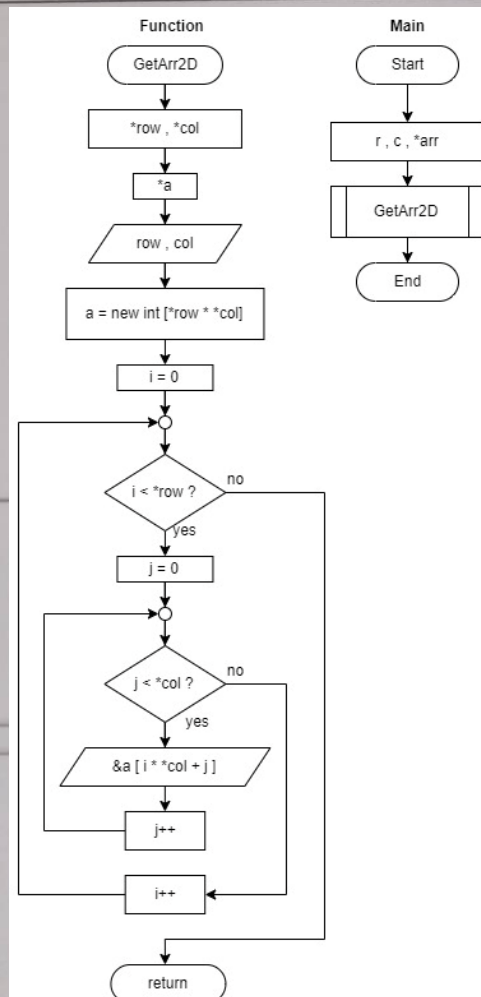 Function
GetArr2D
*row , *col
*a
row , col
a = new int [*row * *col]
i = 0
i < *row ?
no
yes
j = 0
j < *col ?
no
yes
&a [ i * *col + j ]
j++
i++
return
Main
Start
r , c , *arr
GetArr2D
End